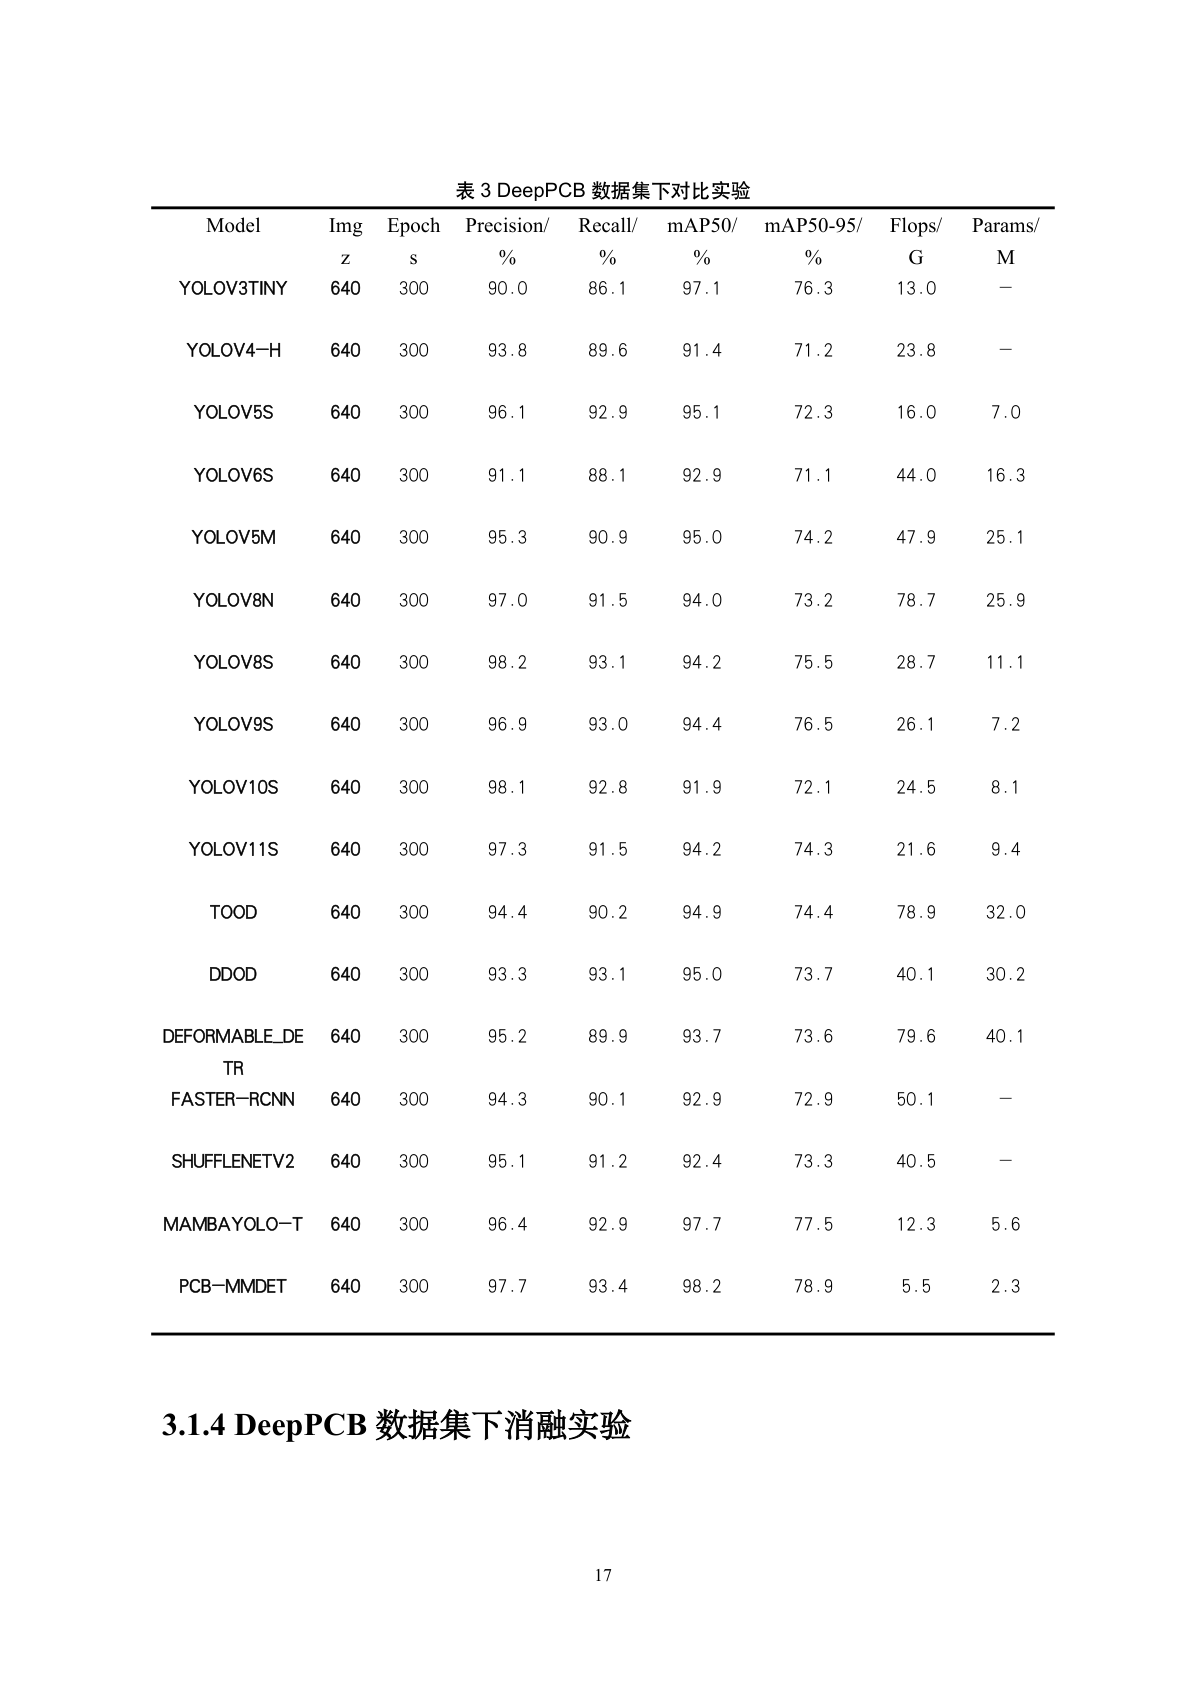 表 3 DeepPCB 数据集下对比实验
Model Img Epoch Precision/ Recall/ mAP50/ mAP50-95/ Flops/ Params/
z s % % % % G M
YOLOV3TINY 640 300 90.0 86.1 97.1 76.3 13.0 —
YOLOV4—H 640 300 93.8 89.6 91.4 71.2 23.8 —
YOLOV5S 640 300 96.1 92.9 95.1 72.3 16.0 7.0
YOLOV6S 640 300 91.1 88.1 92.9 71.1 44.0 16.3
YOLOV5M 640 300 95.3 90.9 95.0 74.2 47.9 25.1
YOLOV8N 640 300 97.0 91.5 94.0 73.2 78.7 25.9
YOLOV8S 640 300 98.2 93.1 94.2 75.5 28.7 11.1
YOLOV9S 640 300 96.9 93.0 94.4 76.5 26.1 7.2
YOLOV10S 640 300 98.1 92.8 91.9 72.1 24.5 8.1
YOLOV11S 640 300 97.3 91.5 94.2 74.3 21.6 9.4
TOOD 640 300 94.4 90.2 94.9 74.4 78.9 32.0
DDOD 640 300 93.3 93.1 95.0 73.7 40.1 30.2
DEFORMABLE_DE 640 300 95.2 89.9 93.7 73.6 79.6 40.1
TR
FASTER—RCNN 640 300 94.3 90.1 92.9 72.9 50.1 —
SHUFFLENETV2 640 300 95.1 91.2 92.4 73.3 40.5 —
MAMBAYOLO—T 640 300 96.4 92.9 97.7 77.5 12.3 5.6
PCB—MMDET 640 300 97.7 93.4 98.2 78.9 5.5 2.3
3.1.4 DeepPCB 数据集下消融实验
17